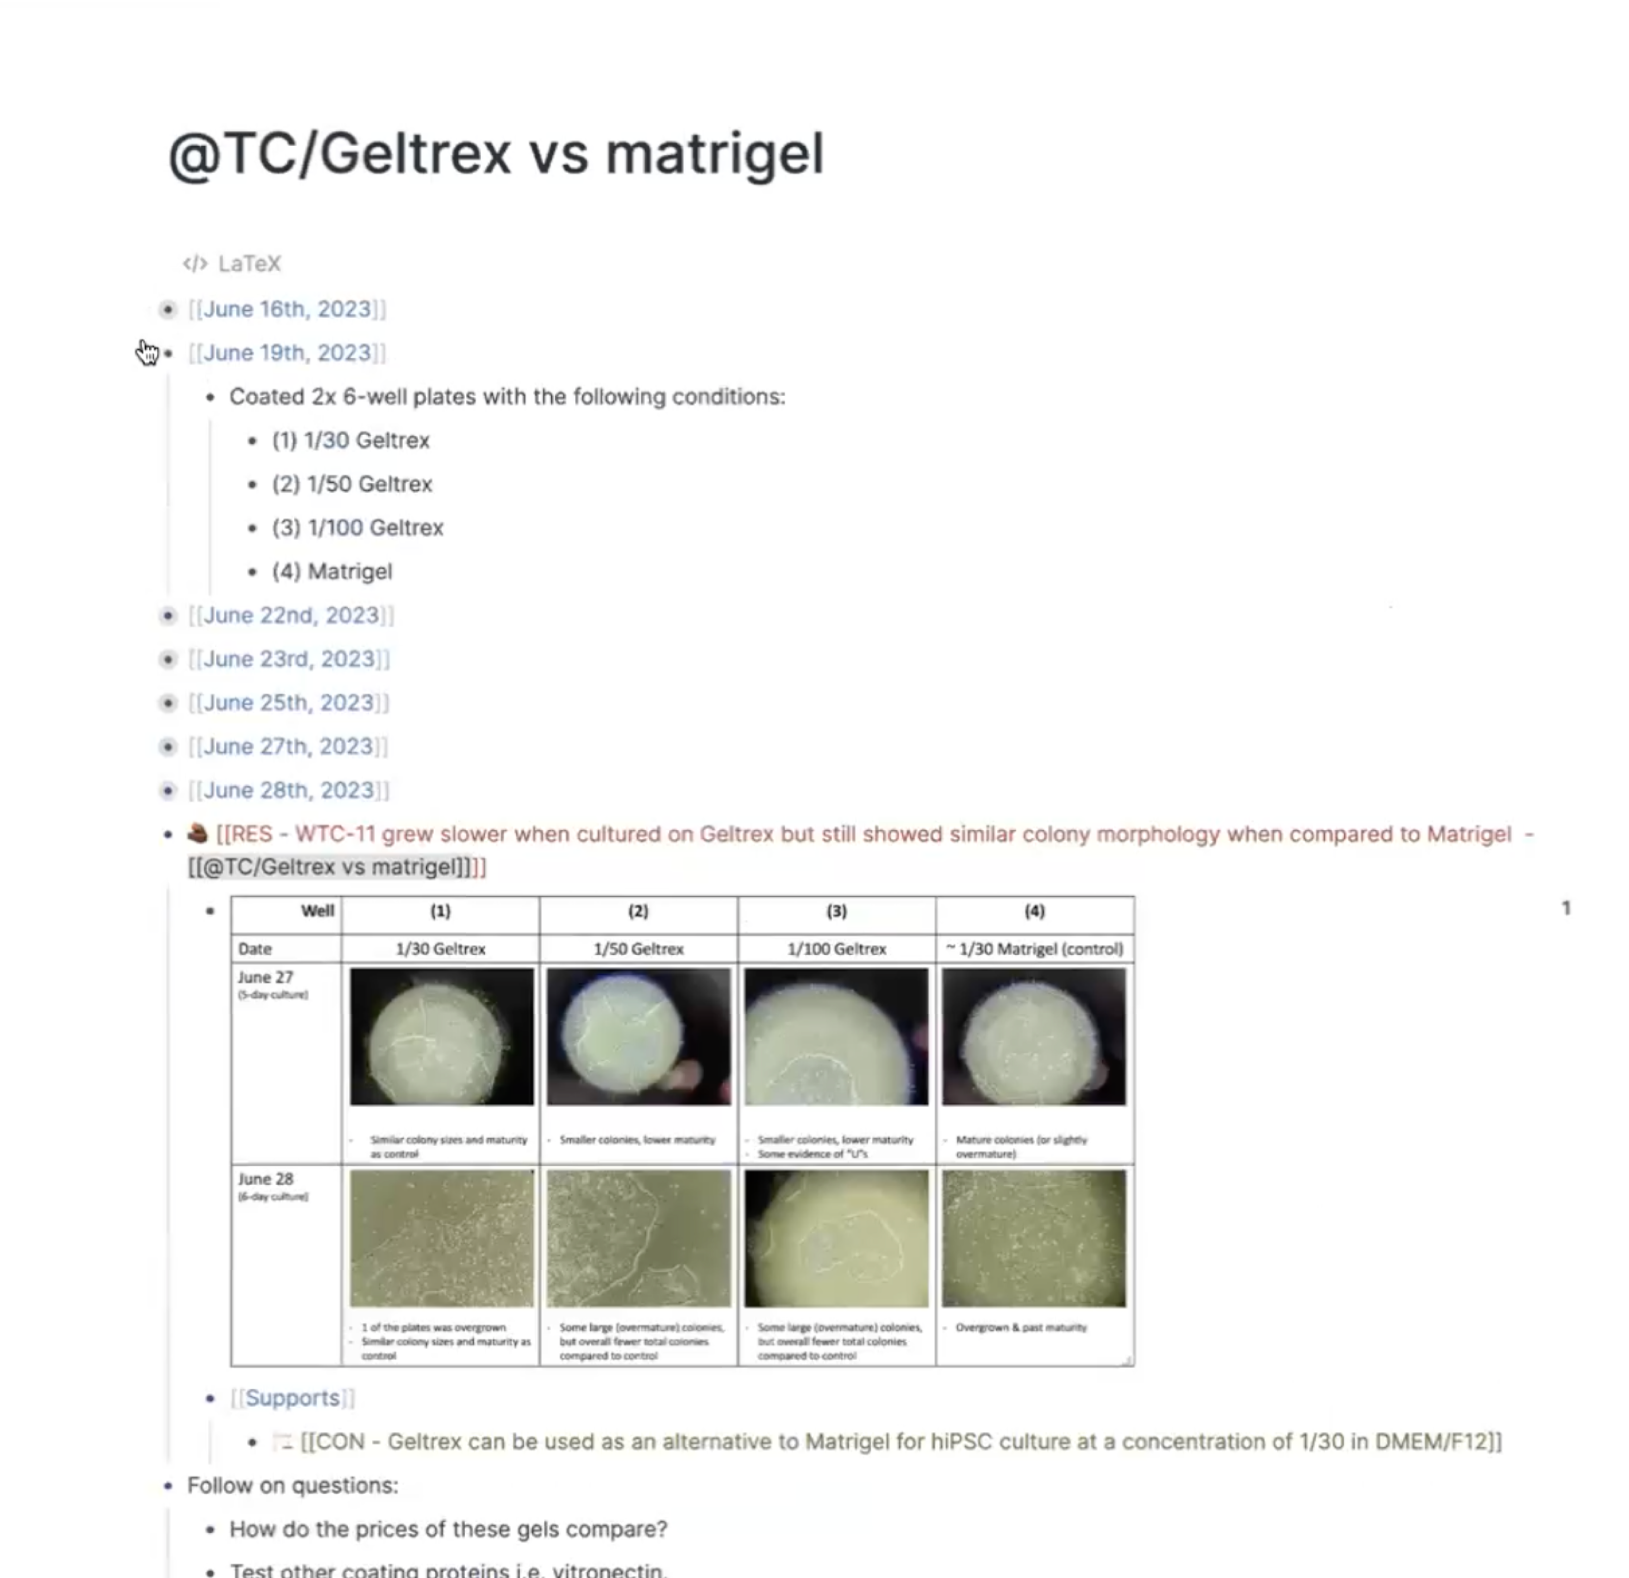 @TC/Geltrex vs matrigel
</> LaTeX
[[June 16th, 2023]]
[[June 19th, 2023]]
Coated 2x 6-well plates with the following conditions:
(1) 1/30 Geltrex
(2) 1/50 Geltrex
(3) 1/100 Geltrex
(4) Matrigel
[[June 22nd, 2023]]
[[June 23rd, 2023]]
[[June 25th, 2023]]
[[June 27th, 2023]]
[[June 28th, 2023]]
[[RES - WTC-11 grew slower when cultured on Geltrex but still showed similar colony morphology when compared to Matrigel -
[[@TC/Geltrex vs matrigel]]]]
1
Well (1) (2) (3) (4)
Date 1/30 Geltrex 1/50 Geltrex 1/100 Geltrex ~ 1/30 Matrigel (control)
June 27
(5-day culture)
- Similar colony sizes and maturity
as control
- Smaller colonies, lower maturity
- Smaller colonies, lower maturity
- Some evidence of "U"s
- Mature colonies (or slightly
overmature)
June 28
(6-day culture)
- 1 of the plates was overgrown
- Similar colony sizes and maturity as
control
- Some large (overmature) colonies,
but overall fewer total colonies
compared to control
- Some large (overmature) colonies,
but overall fewer total colonies
compared to control
- Overgrown & past maturity
[[Supports]]
[[CON - Geltrex can be used as an alternative to Matrigel for hiPSC culture at a concentration of 1/30 in DMEM/F12]]
Follow on questions:
How do the prices of these gels compare?
Test other coating proteins i.e. vitronectin.